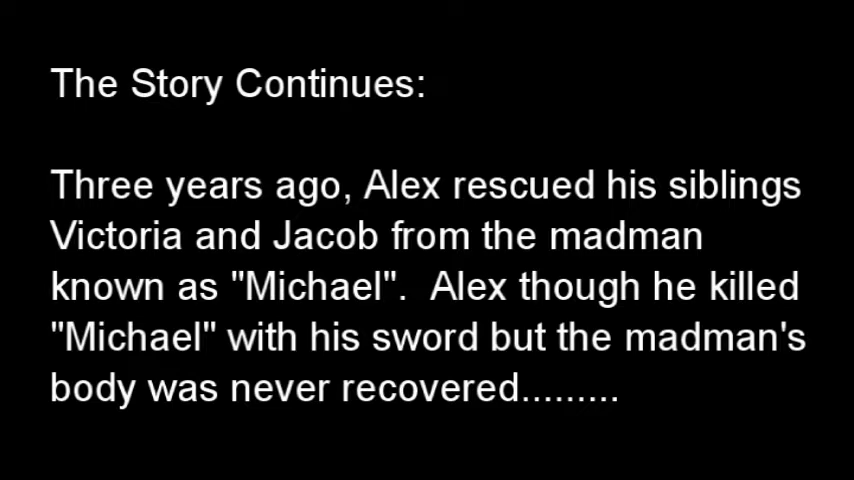 The Story Continues:
Three years ago, Alex rescued his siblings
Victoria and Jacob from the madman
known as "Michael".  Alex though he killed
"Michael" with his sword but the madman's
body was never recovered.........